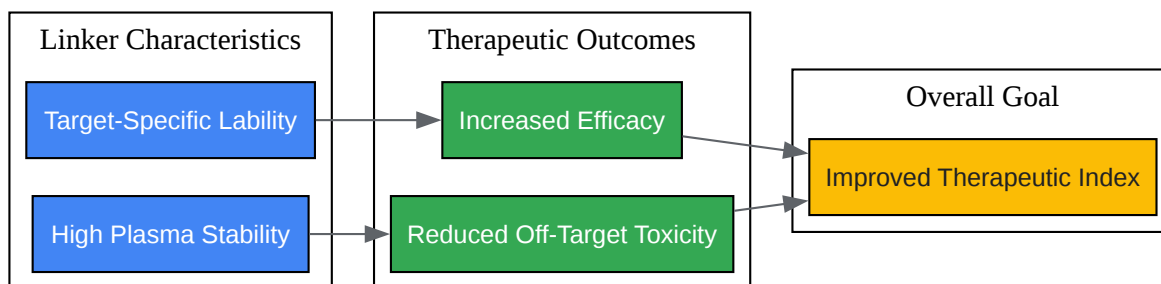 Linker Characteristics
Target-Specific Lability
High Plasma Stability
Therapeutic Outcomes
Increased Efficacy
Reduced Off-Target Toxicity
Overall Goal
Improved Therapeutic Index